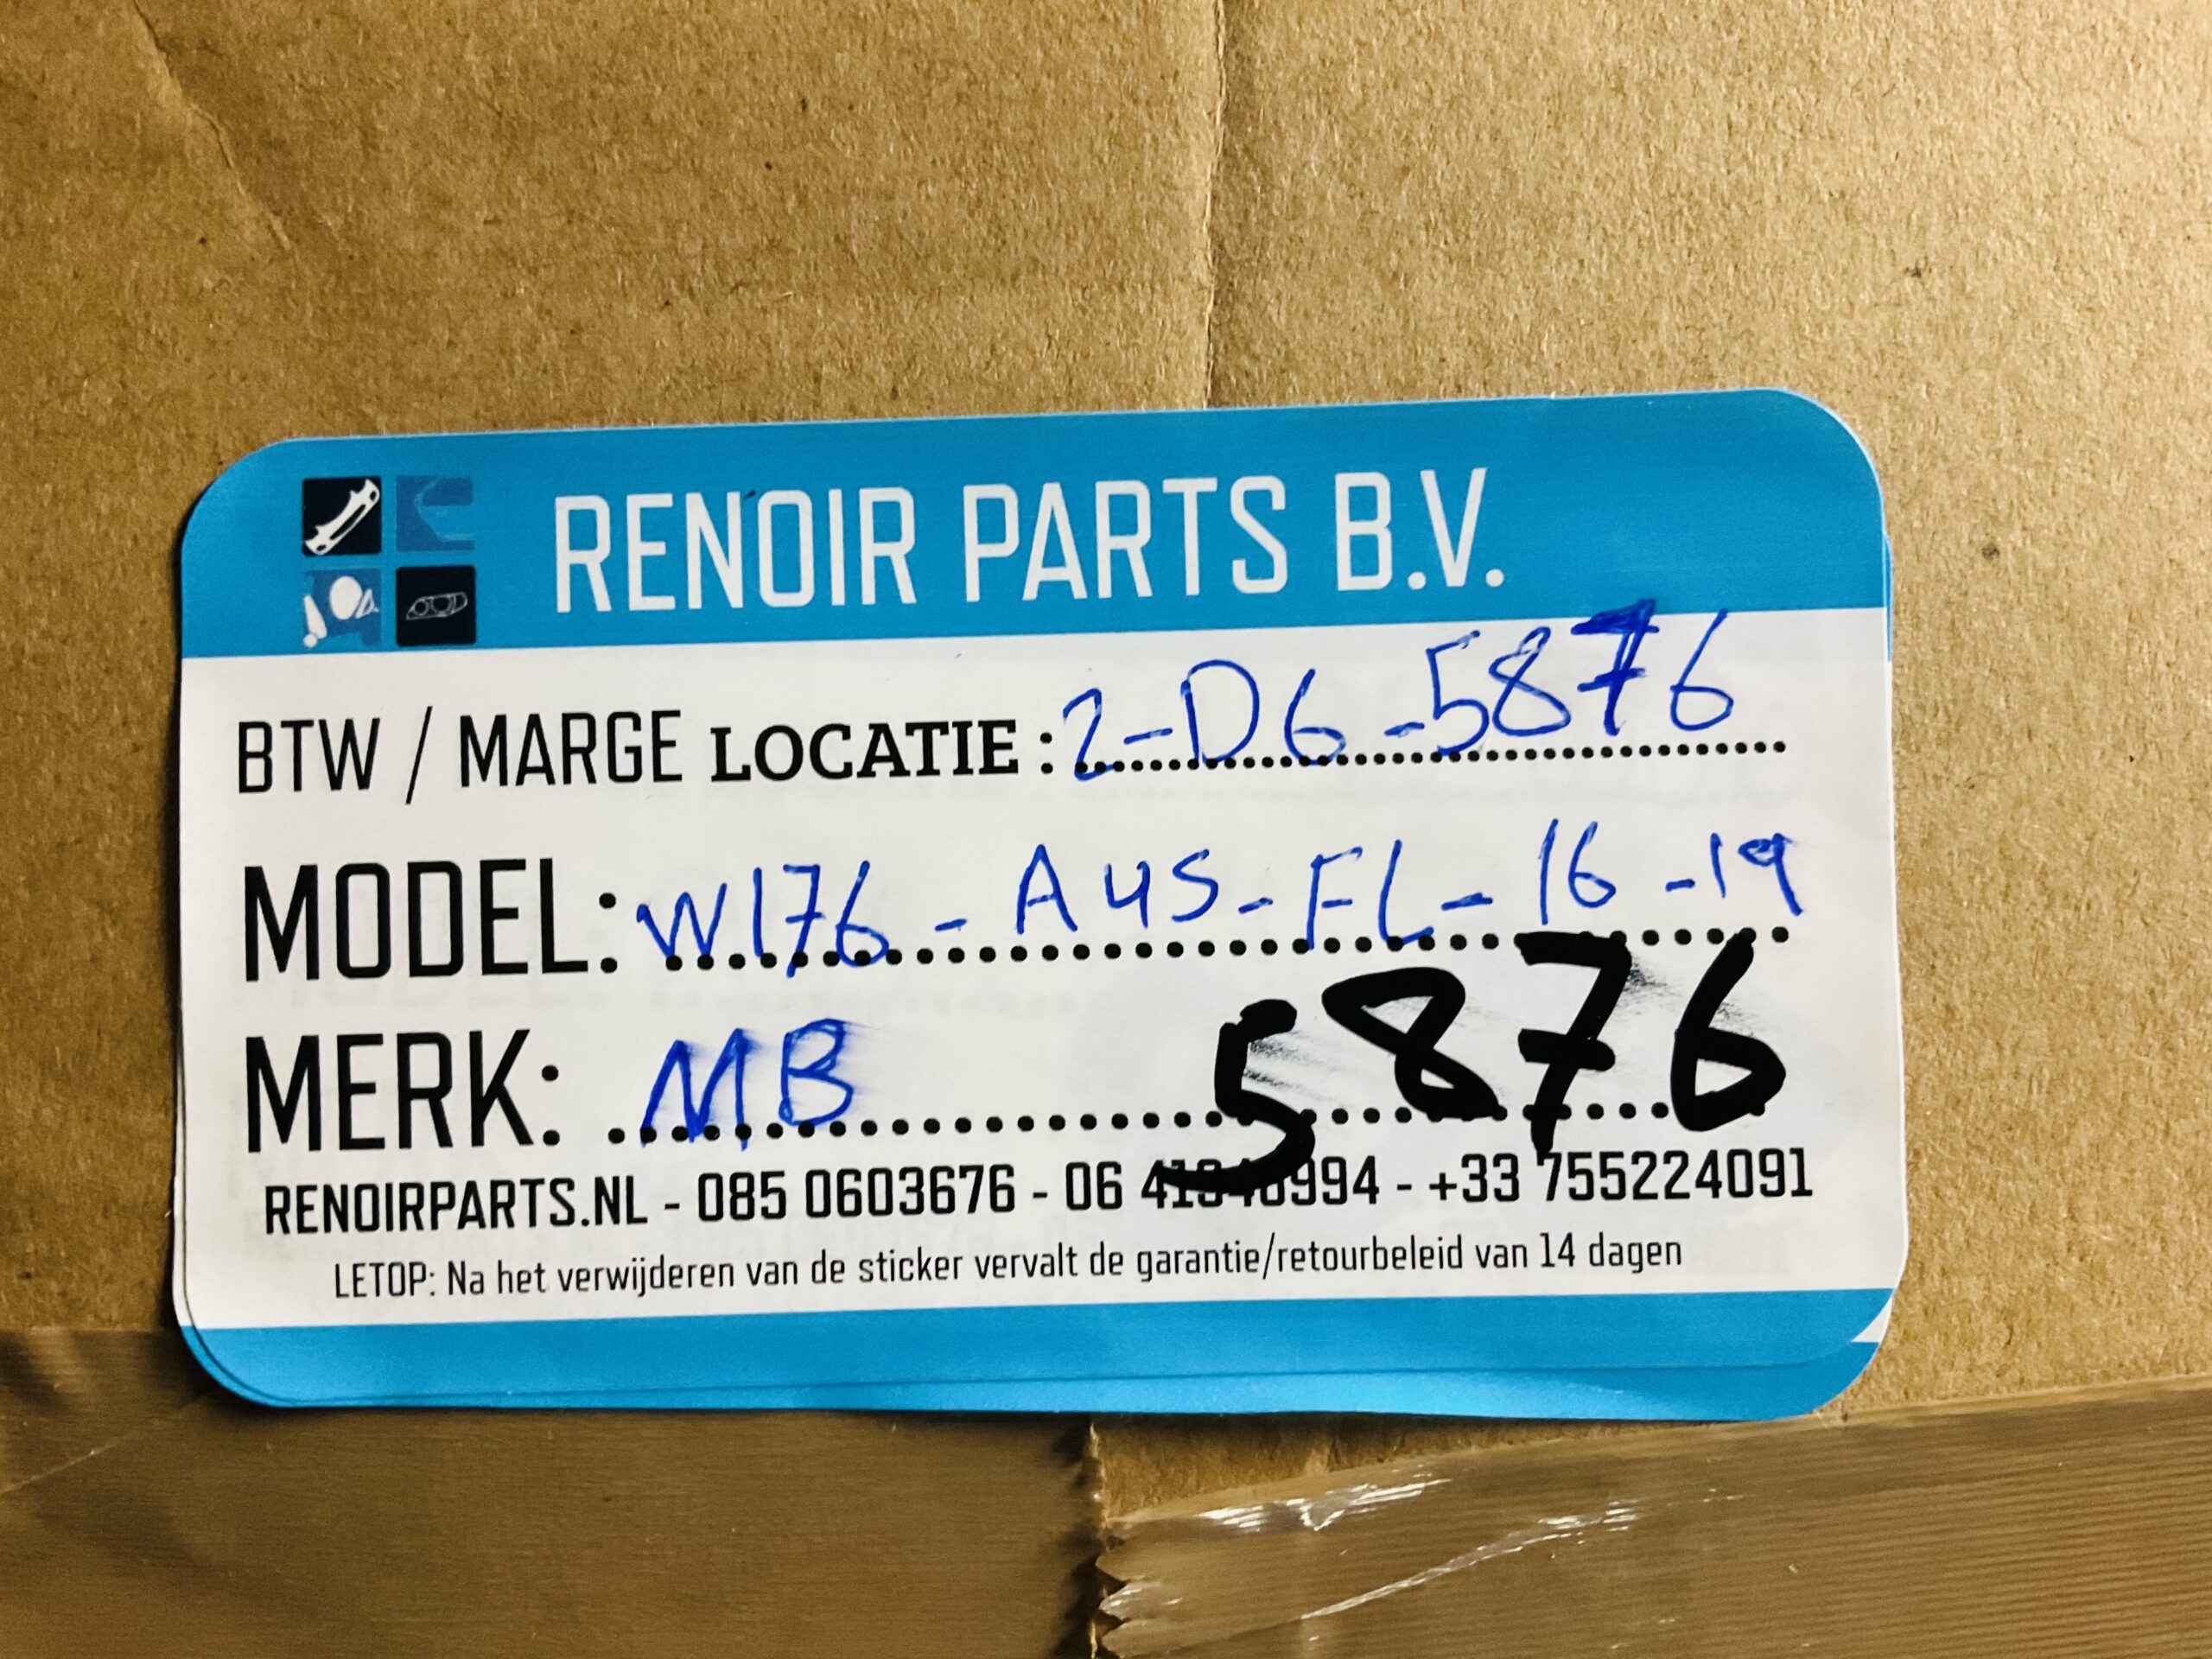 RENOIR PARTS B.V.
BTW / MARGE LOCATIE : 2-D6-5876
MODEL: W176 - A45 - FL - 16 - 19
MERK: MB 5876
RENOIRPARTS.NL - 085 0603676 - 06 994 - +33 755224091
LETOP: Na het verwijderen van de sticker vervalt de garantie/retourbeleid van 14 dagen